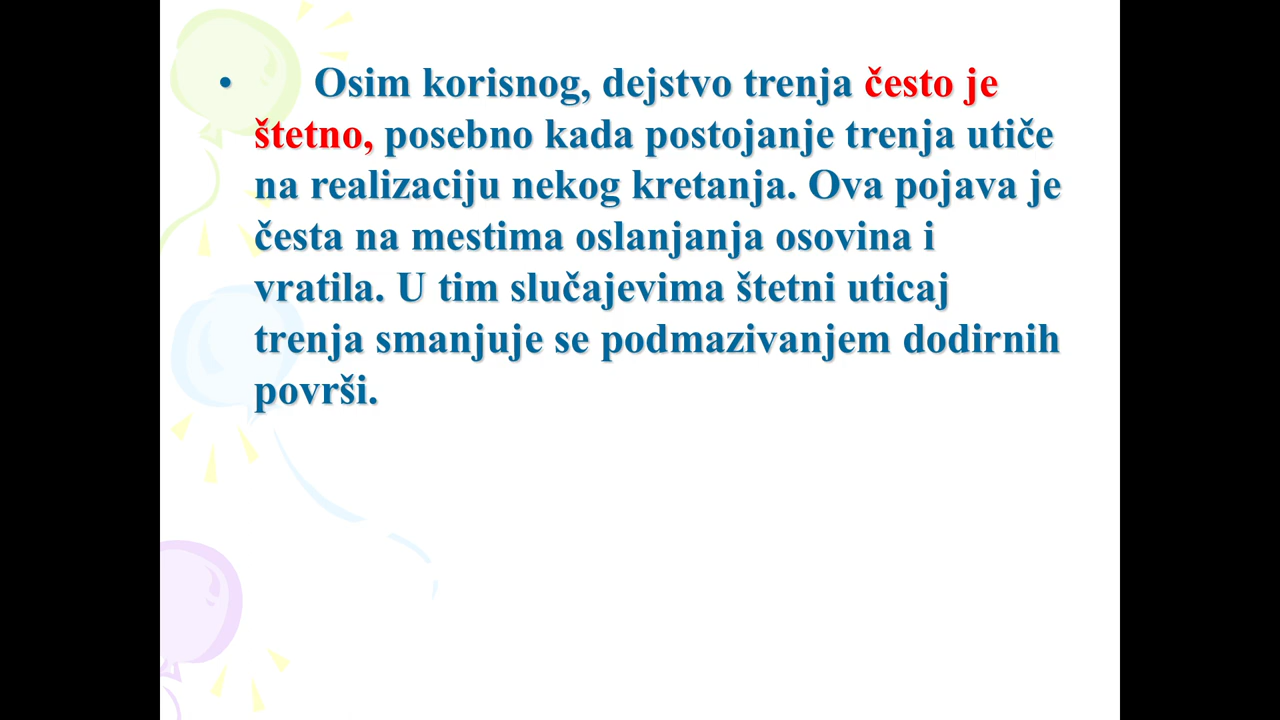 • Osim korisnog, dejstvo trenja često je
štetno, posebno kada postojanje trenja utiče
na realizaciju nekog kretanja. Ova pojava je
česta na mestima oslanjanja osovina i
vratila. U tim slučajevima štetni uticaj
trenja smanjuje se podmazivanjem dodirnih
površi.